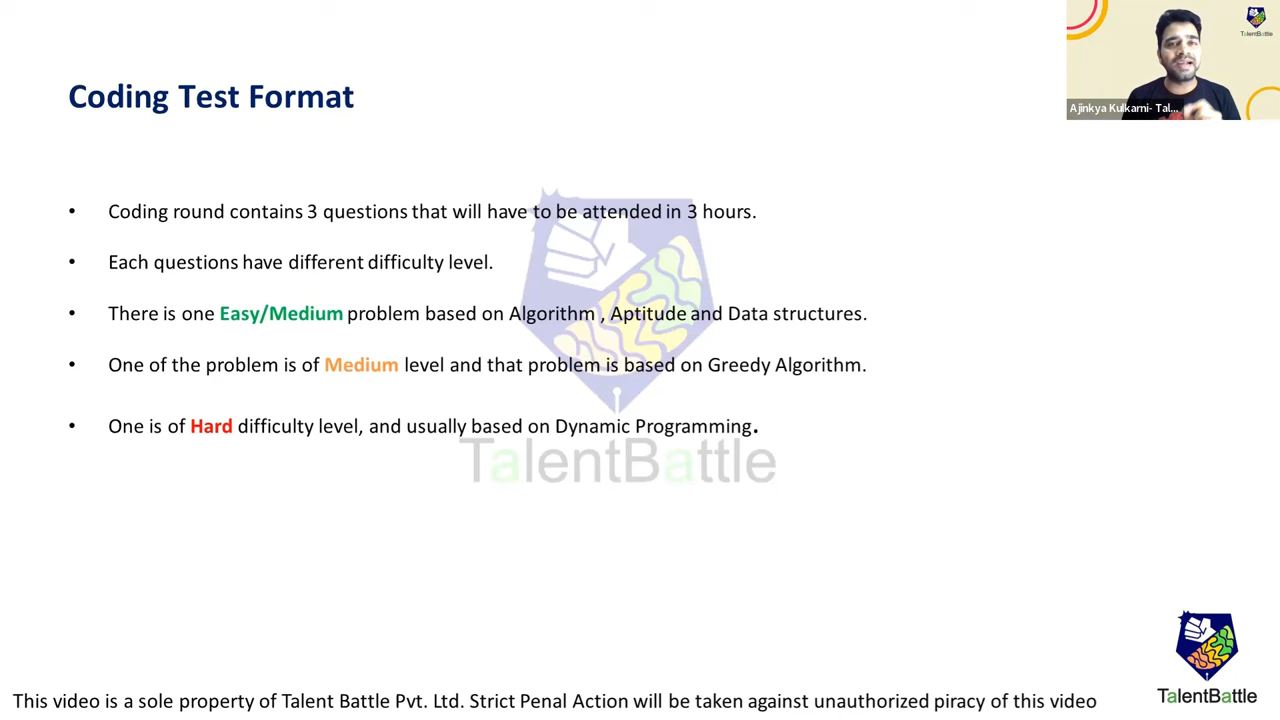 TalentBattle
Ajinkya Kulkarni- Tal...
Coding Test Format
• Coding round contains 3 questions that will have to be attended in 3 hours.
• Each questions have different difficulty level.
• There is one Easy/Medium problem based on Algorithm , Aptitude and Data structures.
• One of the problem is of Medium level and that problem is based on Greedy Algorithm.
• One is of Hard difficulty level, and usually based on Dynamic Programming.
TalentBattle
TalentBattle
This video is a sole property of Talent Battle Pvt. Ltd. Strict Penal Action will be taken against unauthorized piracy of this video